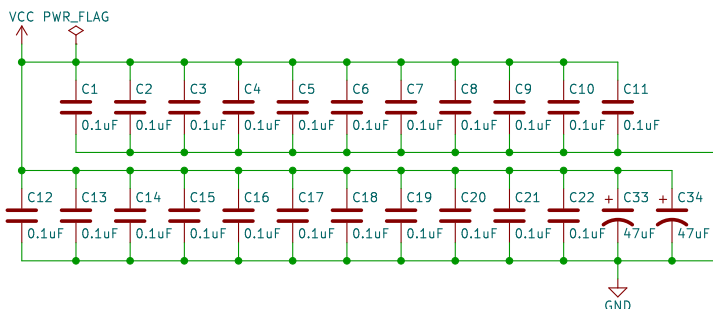 VCC PWR_FLAG
C1 C2 C3 C4 C5 C6 C7 C8 C9 C10 C11
0.1uF 0.1uF 0.1uF 0.1uF 0.1uF 0.1uF 0.1uF 0.1uF 0.1uF 0.1uF 0.1uF
C12 C13 C14 C15 C16 C17 C18 C19 C20 C21 C22 + C33 + C34
0.1uF 0.1uF 0.1uF 0.1uF 0.1uF 0.1uF 0.1uF 0.1uF 0.1uF 0.1uF 0.1uF 47uF 47uF
GND